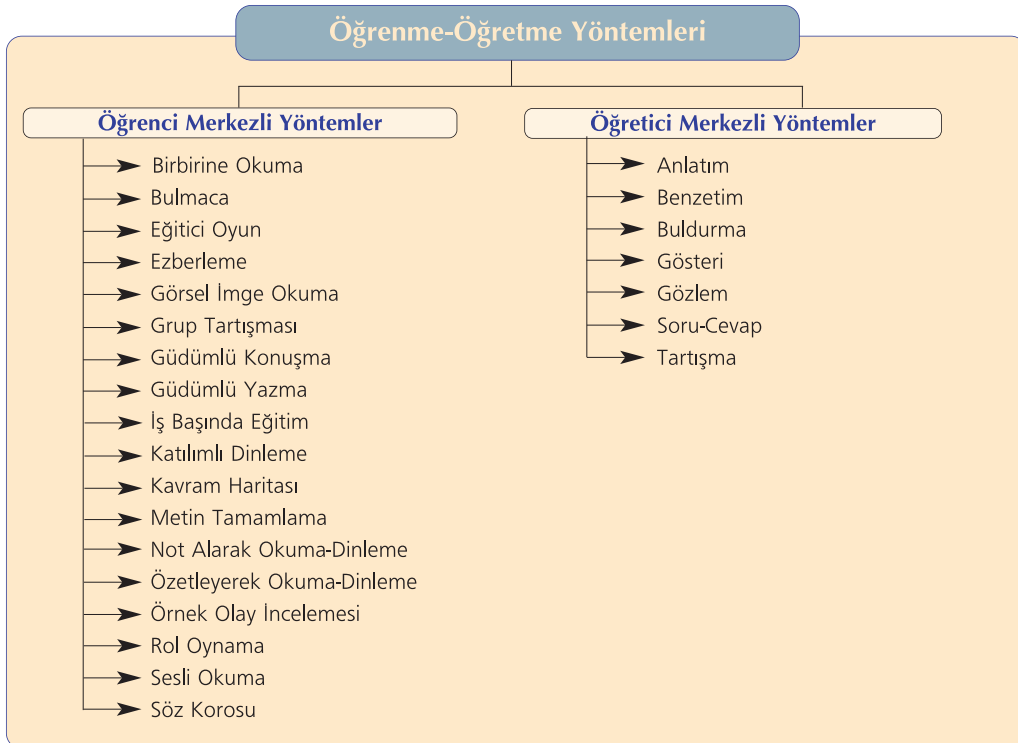 Öğrenme-Öğretme Yöntemleri
Öğrenci Merkezli Yöntemler
Birbirine Okuma
Bulmaca
Eğitici Oyun
Ezberleme
Görsel İmge Okuma
Grup Tartışması
Güdümlü Konuşma
Güdümlü Yazma
İş Başında Eğitim
Katılımlı Dinleme
Kavram Haritası
Metin Tamamlama
Not Alarak Okuma-Dinleme
Özetleyerek Okuma-Dinleme
Örnek Olay İncelemesi
Rol Oynama
Sesli Okuma
Söz Korosu
Öğretici Merkezli Yöntemler
Anlatım
Benzetim
Buldurma
Gösteri
Gözlem
Soru-Cevap
Tartışma